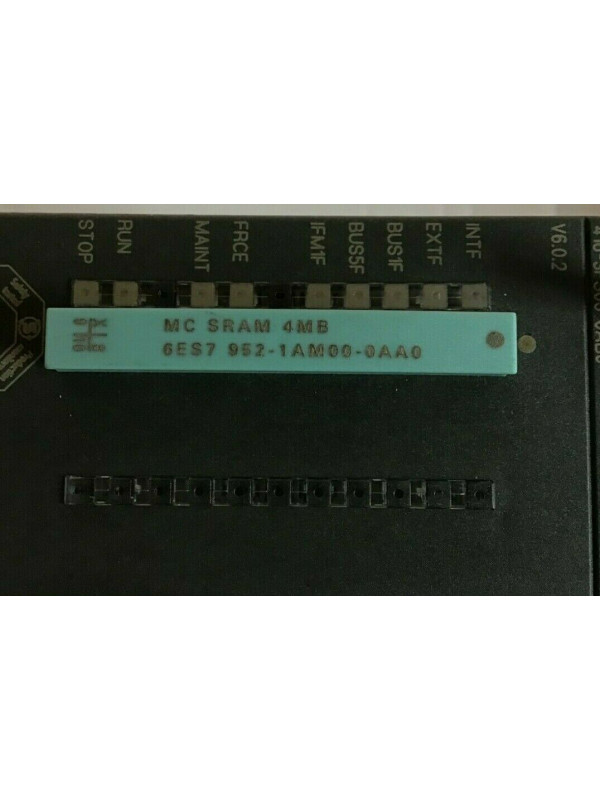 STOP
RUN
MAINT
FRCE
IFM1F
BUS5F
BUS1F
EXTF
INTF
V6.0.2
MC SRAM 4MB
6ES7 952-1AM00-0AA0